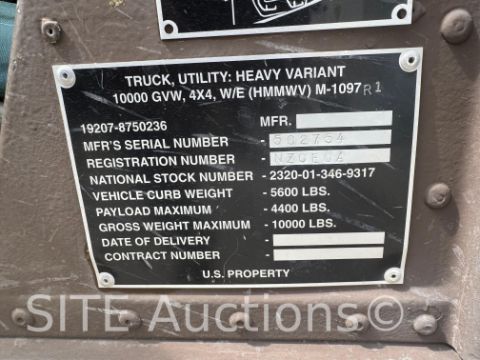 TRUCK, UTILITY: HEAVY VARIANT
10000 GVW, 4X4, W/E (HMMWV) M-1097R1
19207-8750236 MFR.
MFR'S SERIAL NUMBER - 502754
REGISTRATION NUMBER -
NATIONAL STOCK NUMBER - 2320-01-346-9317
VEHICLE CURB WEIGHT - 5600 LBS.
PAYLOAD MAXIMUM - 4400 LBS.
GROSS WEIGHT MAXIMUM - 10000 LBS.
DATE OF DELIVERY -
CONTRACT NUMBER -
U.S. PROPERTY
SITE Auctions.com